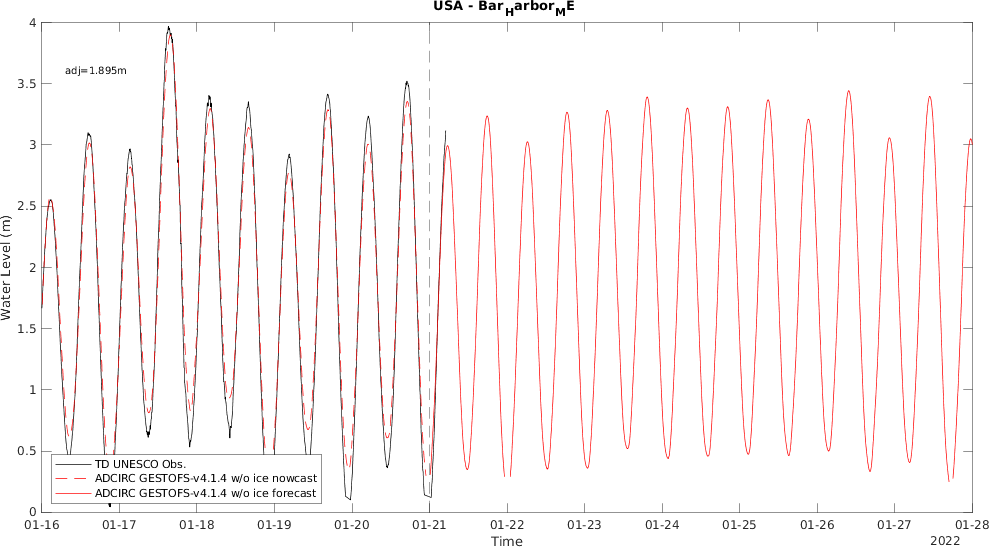 USA - BarHarborME
adj=1.895m
Water Level (m)
4
3.5
3
2.5
2
1.5
1
0.5
0
TD UNESCO Obs.
ADCIRC GESTOFS-v4.1.4 w/o ice nowcast
ADCIRC GESTOFS-v4.1.4 w/o ice forecast
01-16 01-17 01-18 01-19 01-20 01-21 01-22 01-23 01-24 01-25 01-26 01-27 01-28
Time
2022